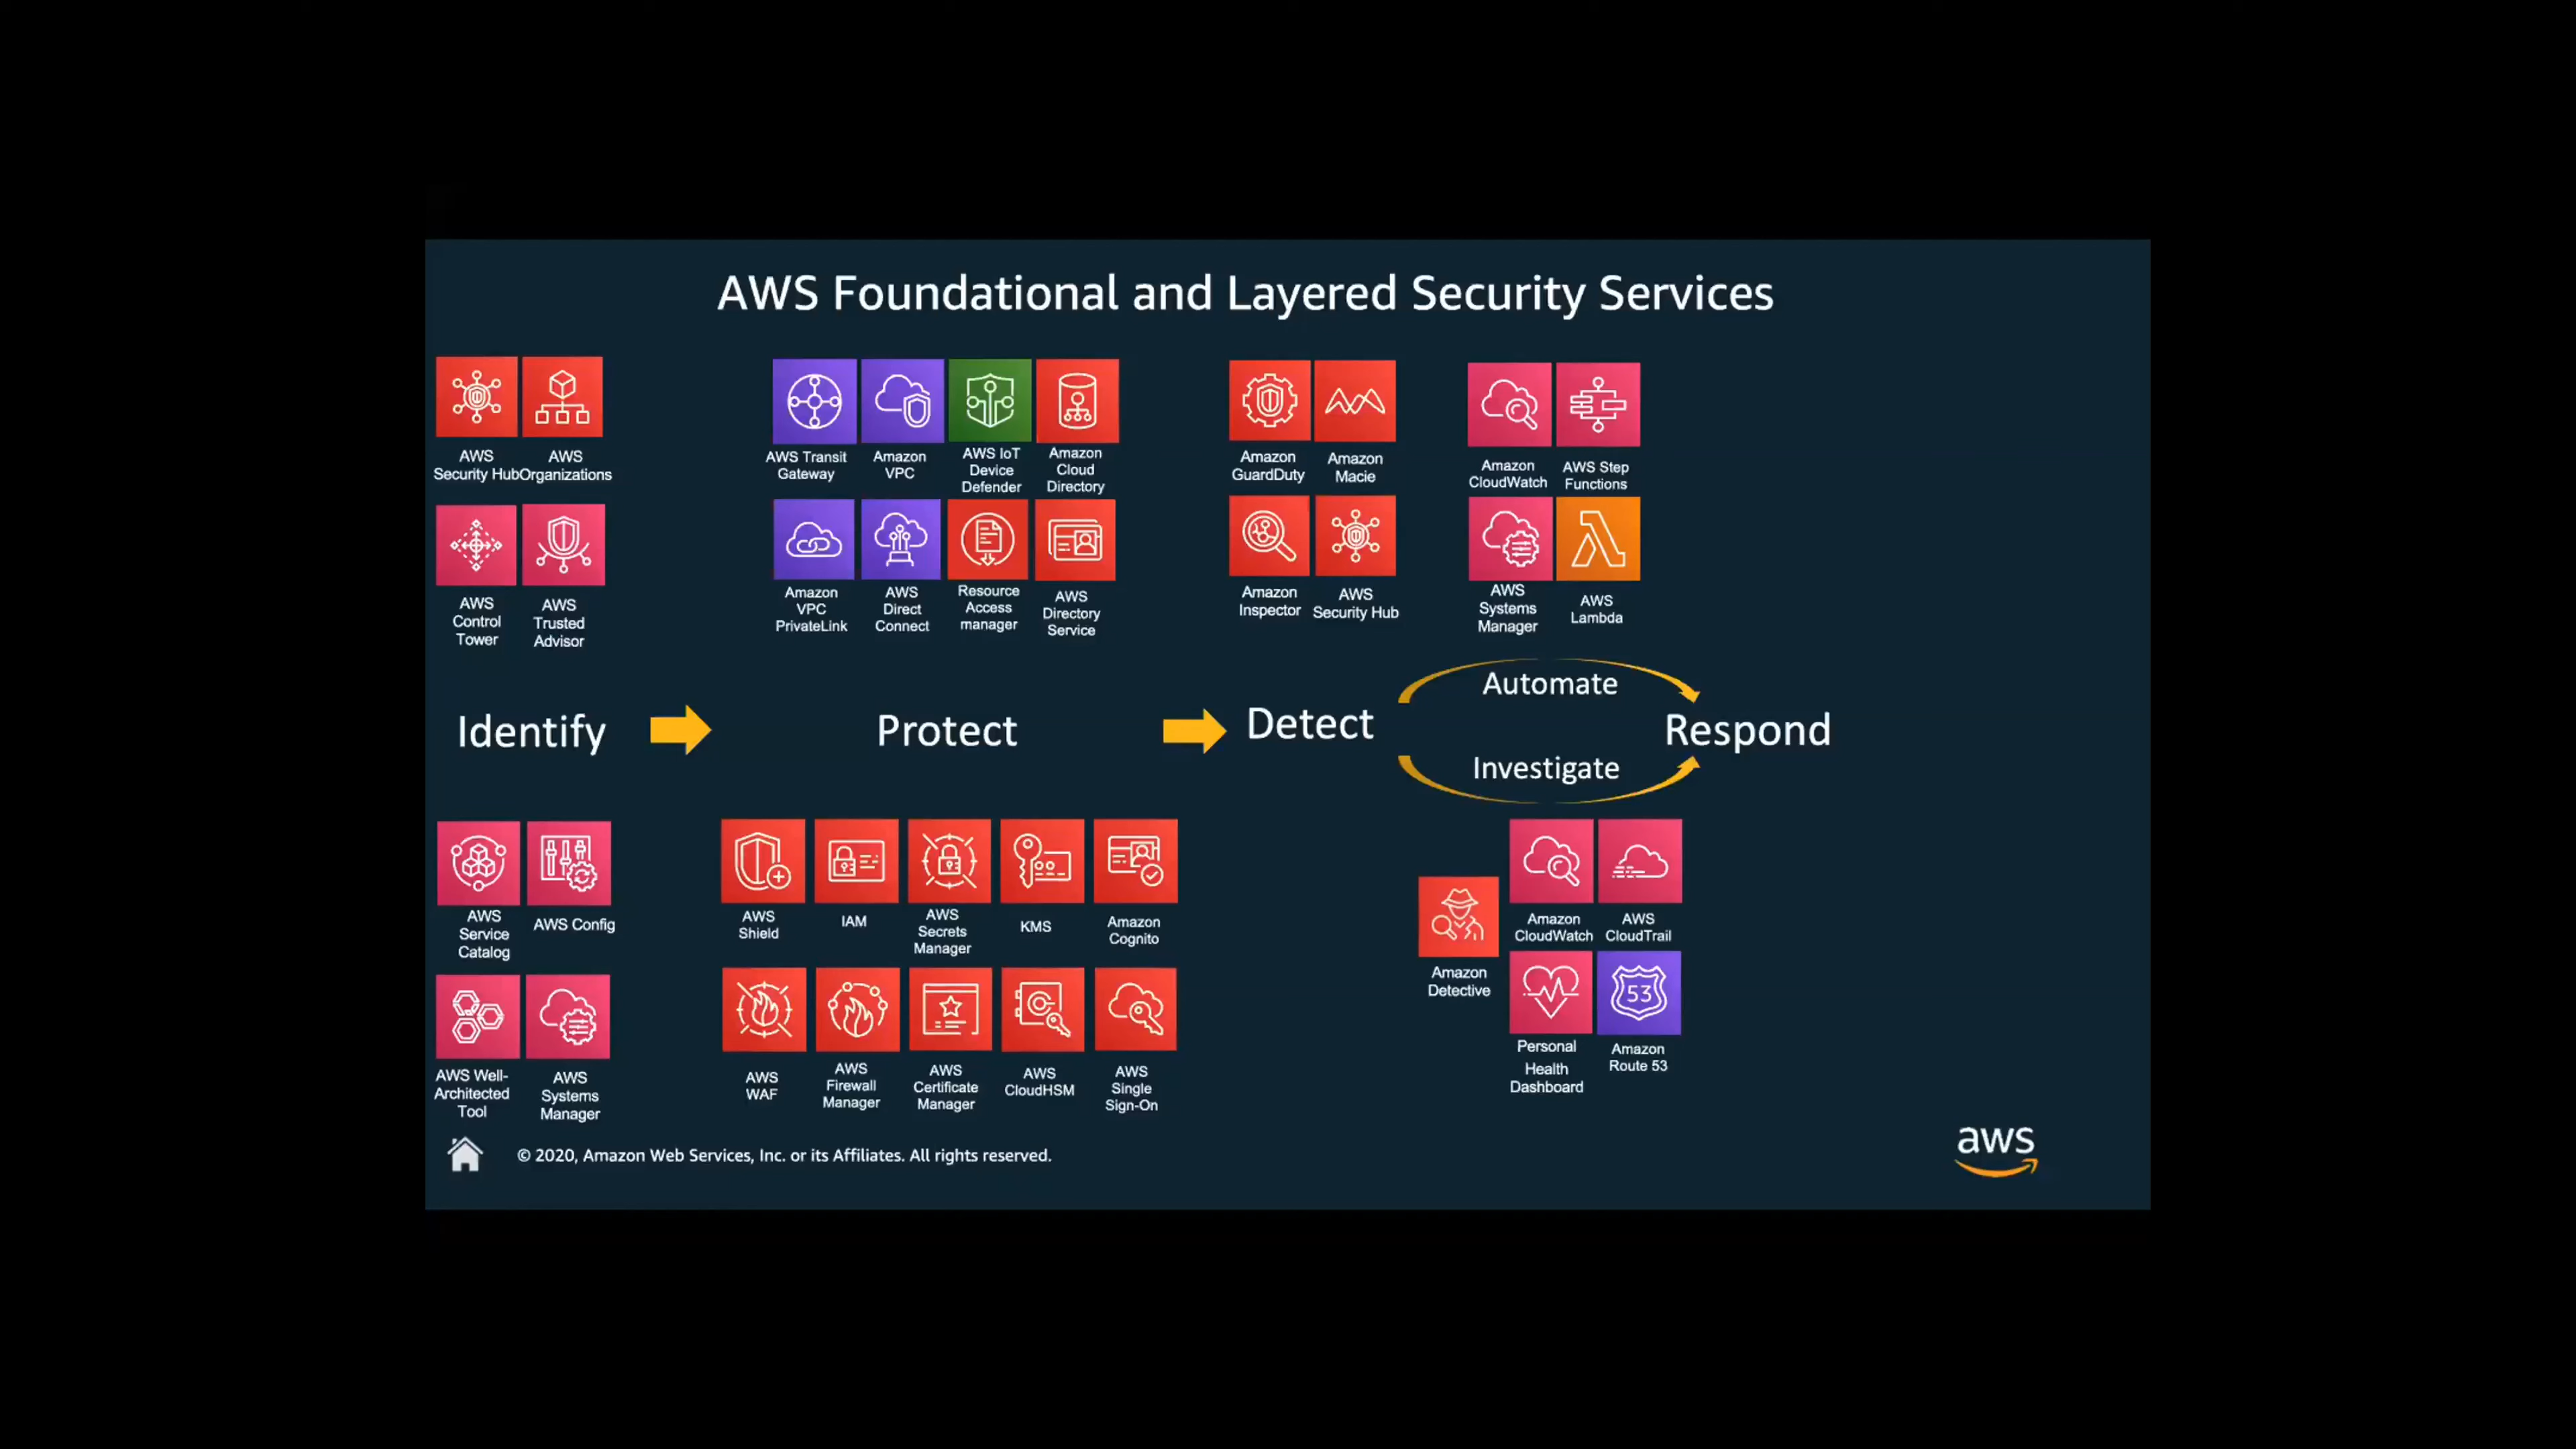 AWS Foundational and Layered Security Services
AWS
Security Hub
AWS
Organizations
AWS
Control
Tower
AWS
Trusted
Advisor
AWS Transit
Gateway
Amazon
VPC
AWS IoT
Device
Defender
Amazon
Cloud
Directory
Amazon
VPC
PrivateLink
AWS
Direct
Connect
Resource
Access
manager
AWS
Directory
Service
Amazon
GuardDuty
Amazon
Macie
Amazon
Inspector
AWS
Security Hub
Amazon
CloudWatch
AWS Step
Functions
AWS
Systems
Manager
AWS
Lambda
Identify
Protect
Detect
Automate
Investigate
Respond
AWS
Service
Catalog
AWS Config
AWS Well-
Architected
Tool
AWS
Systems
Manager
AWS
Shield
IAM
AWS
Secrets
Manager
KMS
Amazon
Cognito
AWS
WAF
AWS
Firewall
Manager
AWS
Certificate
Manager
AWS
CloudHSM
AWS
Single
Sign-On
Amazon
Detective
Amazon
CloudWatch
AWS
CloudTrail
Personal
Health
Dashboard
53
Amazon
Route 53
© 2020, Amazon Web Services, Inc. or its Affiliates. All rights reserved.
aws